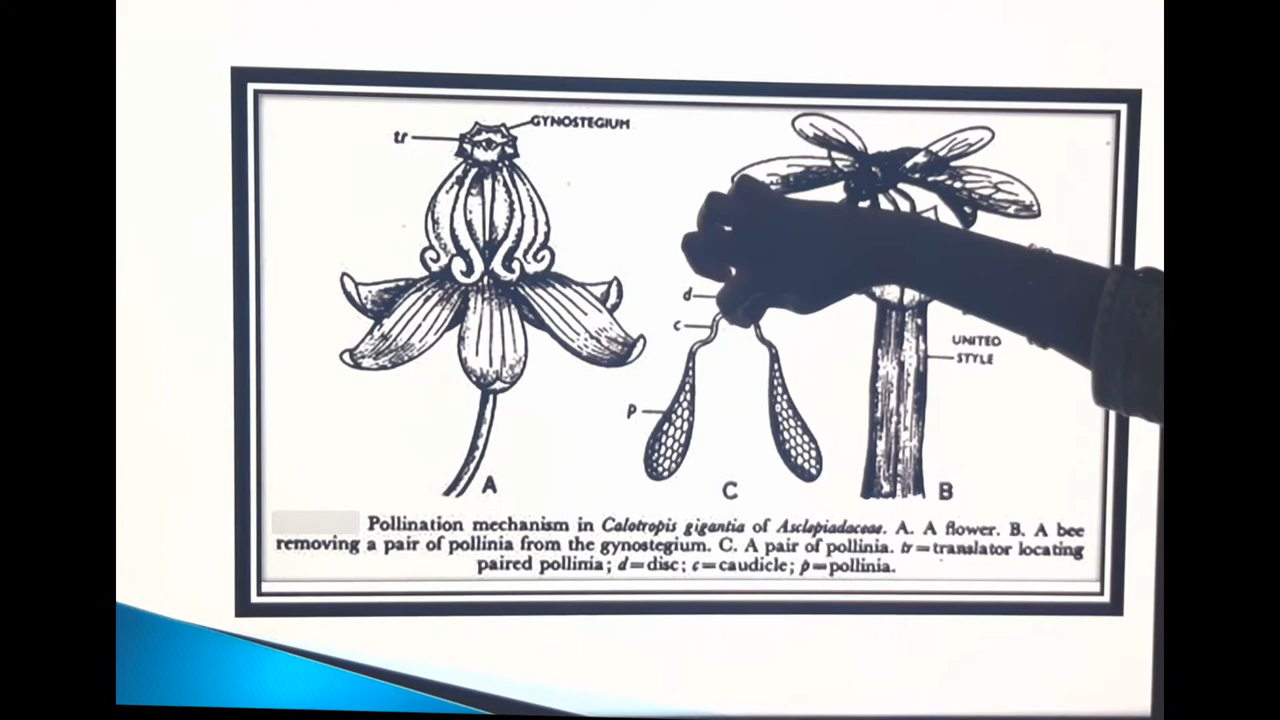 GYNOSTEGIUM
tr
d
c
UNITED
STYLE
p
A
C
B
Pollination mechanism in Calotropis gigantia of Asclepiadaceae. A. A flower. B. A bee
removing a pair of pollinia from the gynostegium. C. A pair of pollinia. tr=translator locating
paired pollinia; d=disc; c=caudicle; p=pollinia.